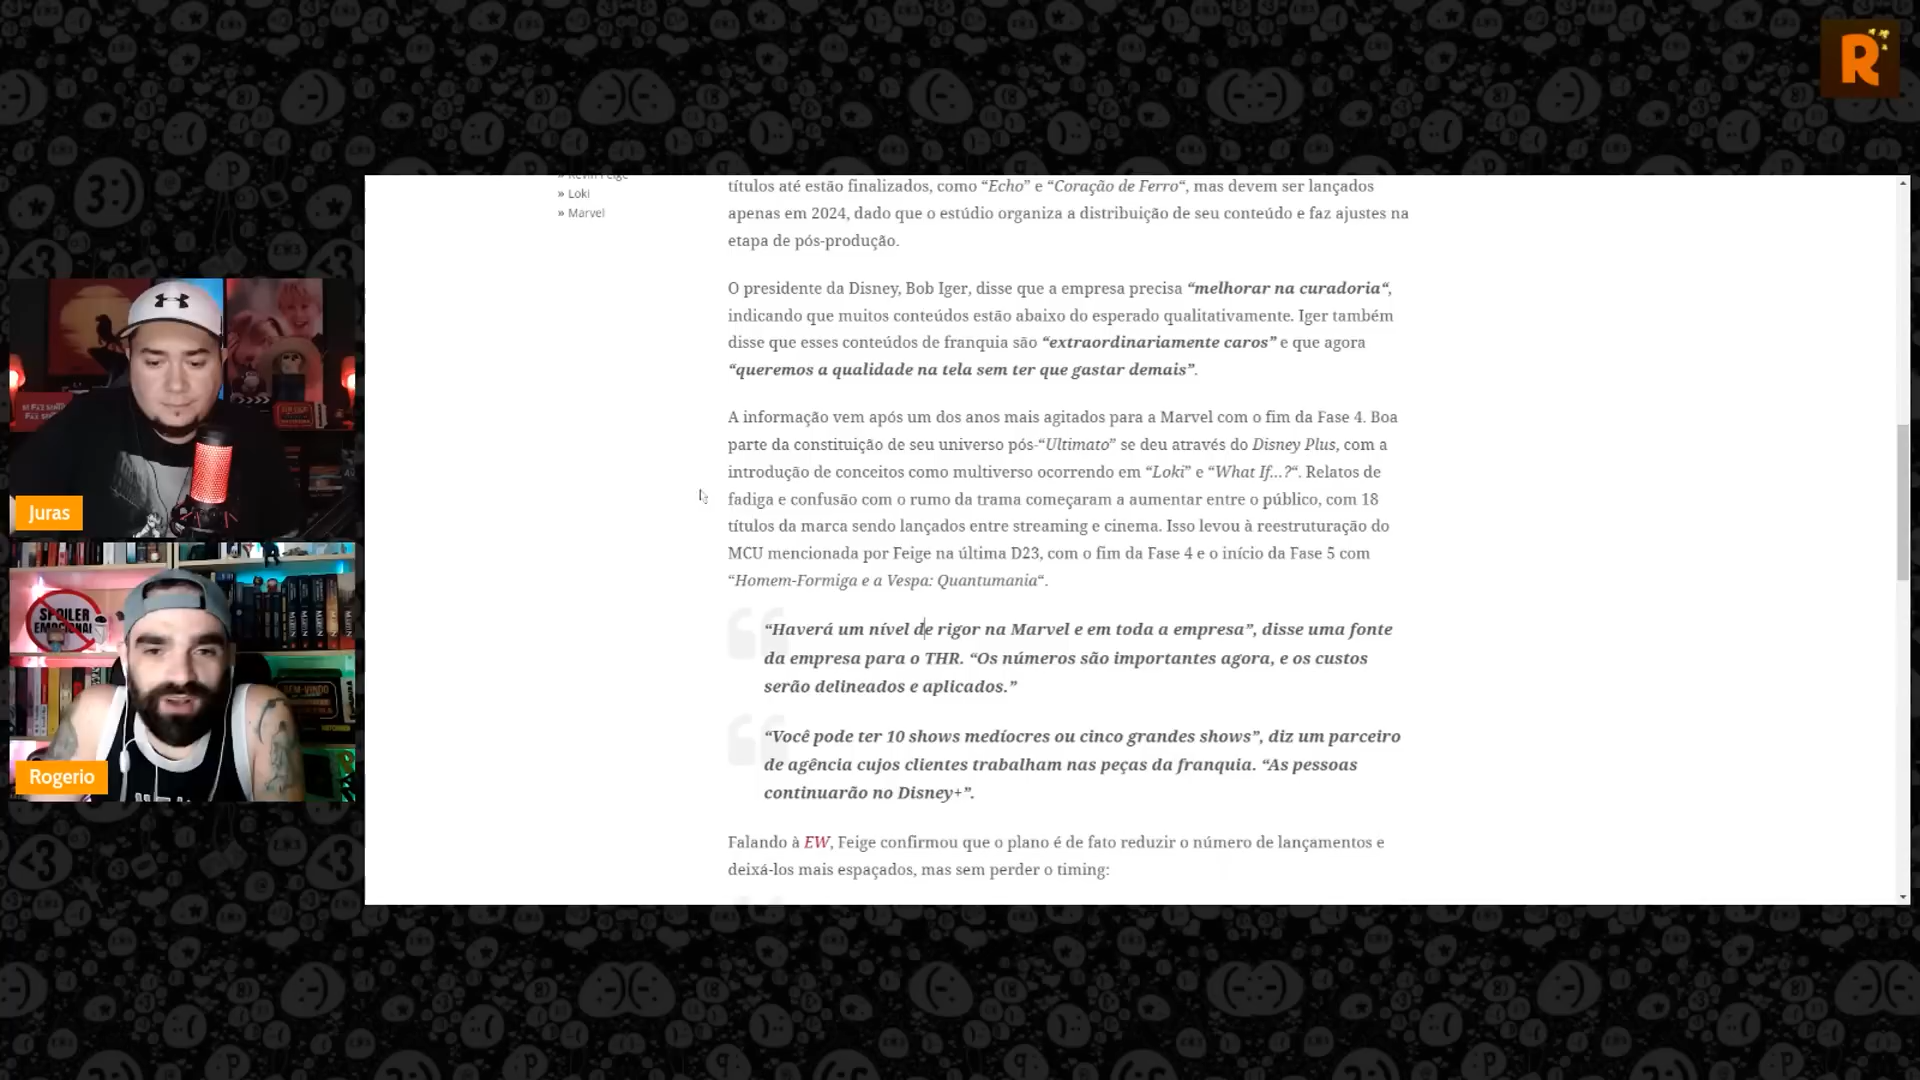 R
» Kevin Feige
» Loki
» Marvel
títulos até estão finalizados, como “Echo” e “Coração de Ferro“, mas devem ser lançados
apenas em 2024, dado que o estúdio organiza a distribuição de seu conteúdo e faz ajustes na
etapa de pós-produção.
O presidente da Disney, Bob Iger, disse que a empresa precisa “melhorar na curadoria“,
indicando que muitos conteúdos estão abaixo do esperado qualitativamente. Iger também
disse que esses conteúdos de franquia são “extraordinariamente caros” e que agora
“queremos a qualidade na tela sem ter que gastar demais”.
A informação vem após um dos anos mais agitados para a Marvel com o fim da Fase 4. Boa
parte da constituição de seu universo pós-“Ultimato” se deu através do Disney Plus, com a
introdução de conceitos como multiverso ocorrendo em “Loki” e “What If...?“. Relatos de
fadiga e confusão com o rumo da trama começaram a aumentar entre o público, com 18
títulos da marca sendo lançados entre streaming e cinema. Isso levou à reestruturação do
MCU mencionada por Feige na última D23, com o fim da Fase 4 e o início da Fase 5 com
“Homem-Formiga e a Vespa: Quantumania“.
“Haverá um nível de rigor na Marvel e em toda a empresa”, disse uma fonte
da empresa para o THR. “Os números são importantes agora, e os custos
serão delineados e aplicados.”
“Você pode ter 10 shows medíocres ou cinco grandes shows”, diz um parceiro
de agência cujos clientes trabalham nas peças da franquia. “As pessoas
continuarão no Disney+”.
Falando à EW, Feige confirmou que o plano é de fato reduzir o número de lançamentos e
deixá-los mais espaçados, mas sem perder o timing:
Juras
SPOILER
EMOCIONAL
BEM-VINDO
Rogerio